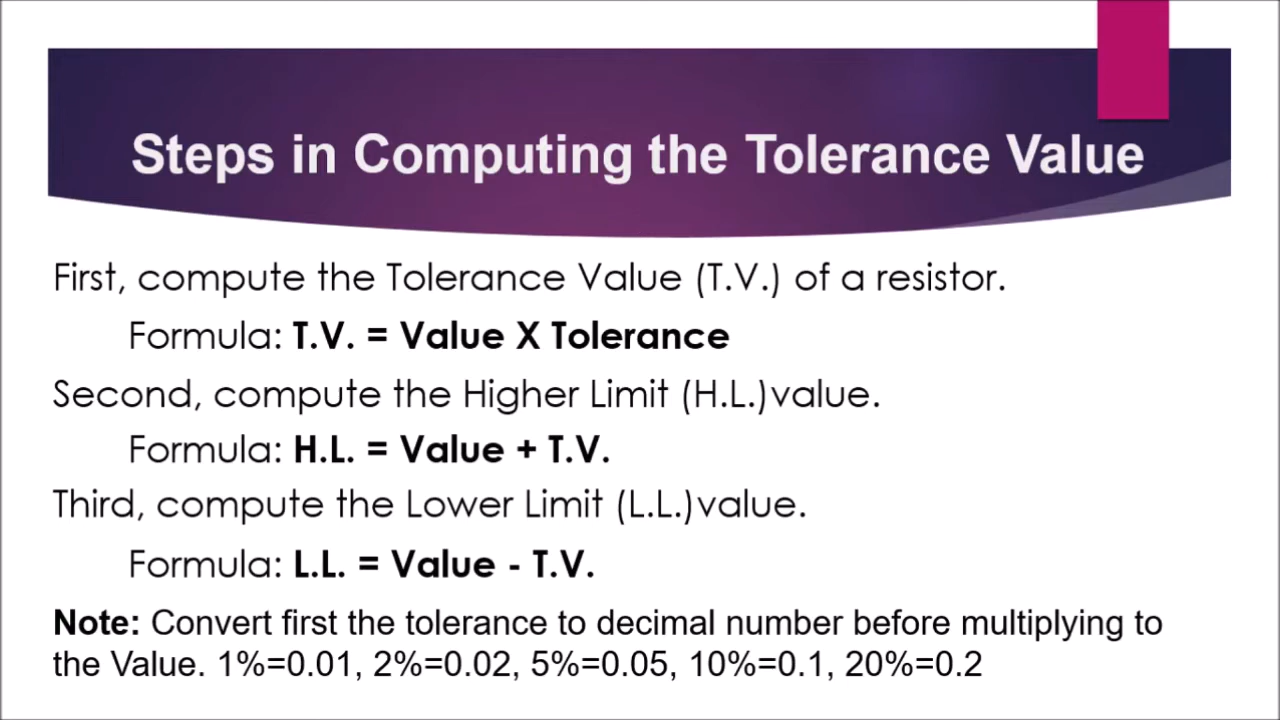 Steps in Computing the Tolerance Value
First, compute the Tolerance Value (T.V.) of a resistor.
Formula: T.V. = Value X Tolerance
Second, compute the Higher Limit (H.L.)value.
Formula: H.L. = Value + T.V.
Third, compute the Lower Limit (L.L.)value.
Formula: L.L. = Value - T.V.
Note: Convert first the tolerance to decimal number before multiplying to
the Value. 1%=0.01, 2%=0.02, 5%=0.05, 10%=0.1, 20%=0.2